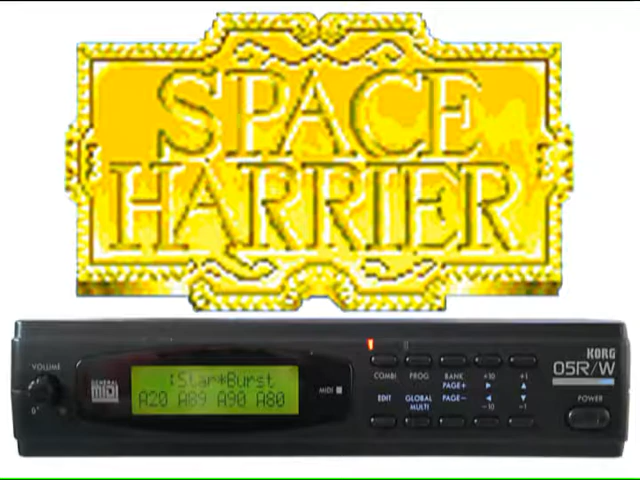 SPACE
HARRIER
VOLUME
0
GENERAL
MIDI
:Star*Burst
A20 A89 A90 A80
MIDI
COMBI PROG BANK +10 +1
PAGE+
EDIT GLOBAL PAGE-
MULTI -10 -1
KORG
05R/W
POWER